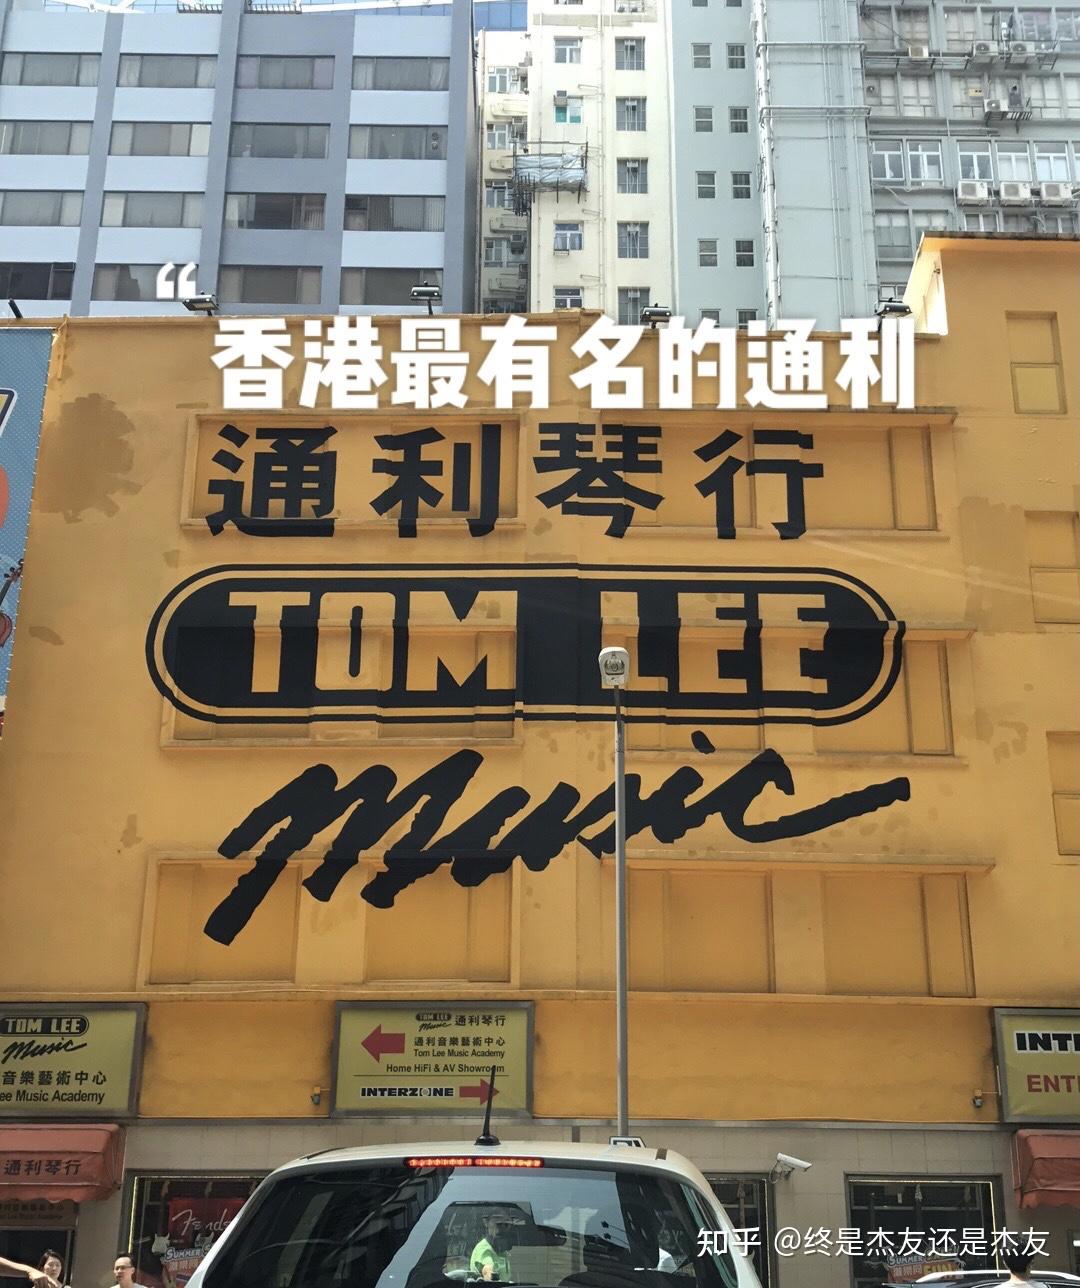 “
香港最有名的通利
通利琴行
TOM LEE
Music
TOM LEE
Music
音樂藝術中心
ee Music Academy
TOM LEE
Music 通利琴行
通利音樂藝術中心
Tom Lee Music Academy
Home HiFi & AV Showroom
INTERZONE
INT
ENT
通利琴行
Fende
SUMMER
SUMMER
知乎 @终是杰友还是杰友